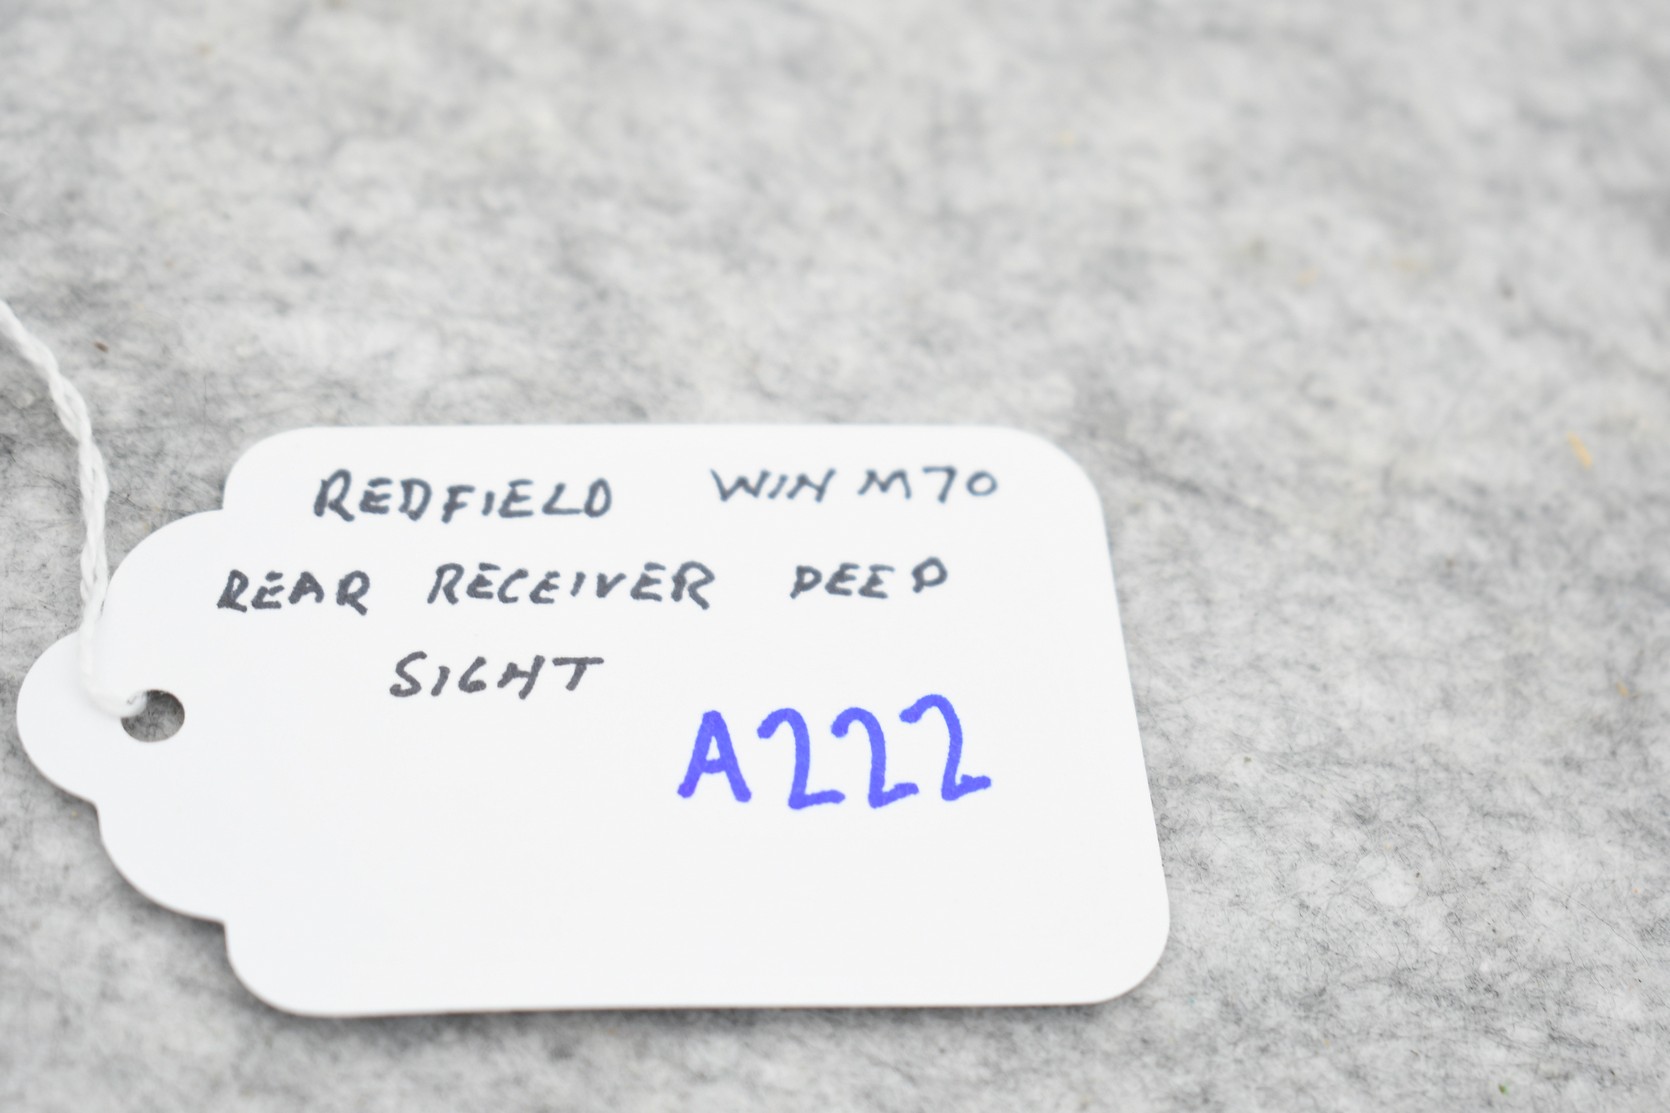 REDFIELD WIN M70
REAR RECEIVER PEEP
SIGHT
A222